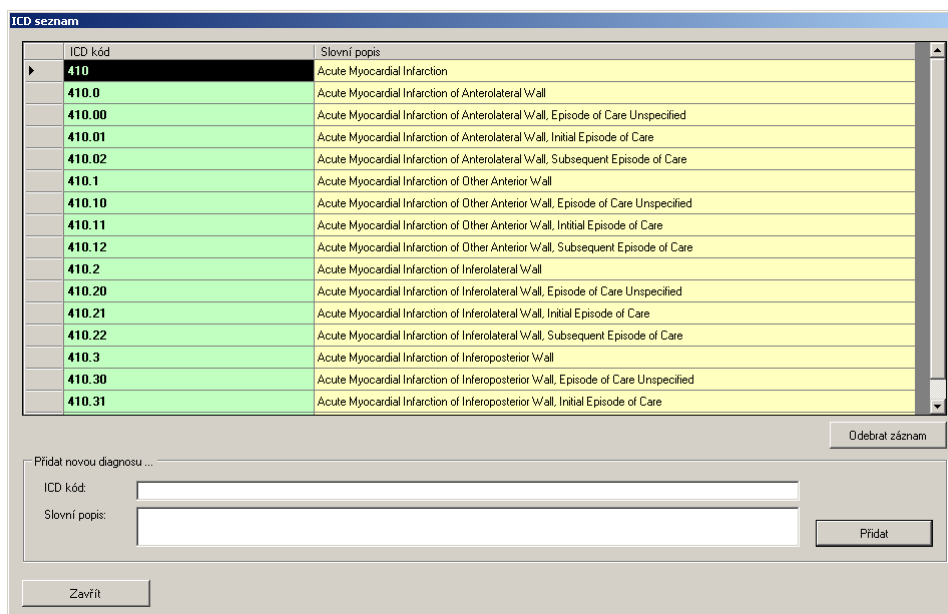 ICD seznam
ICD kód Slovní popis
410 Acute Myocardial Infarction
410.0 Acute Myocardial Infarction of Anterolateral Wall
410.00 Acute Myocardial Infarction of Anterolateral Wall, Episode of Care Unspecified
410.01 Acute Myocardial Infarction of Anterolateral Wall, Initial Episode of Care
410.02 Acute Myocardial Infarction of Anterolateral Wall, Subsequent Episode of Care
410.1 Acute Myocardial Infarction of Other Anterior Wall
410.10 Acute Myocardial Infarction of Other Anterior Wall, Episode of Care Unspecified
410.11 Acute Myocardial Infarction of Other Anterior Wall, Intitial Episode of Care
410.12 Acute Myocardial Infarction of Other Anterior Wall, Subsequent Episode of Care
410.2 Acute Myocardial Infarction of Inferolateral Wall
410.20 Acute Myocardial Infarction of Inferolateral Wall, Episode of Care Unspecified
410.21 Acute Myocardial Infarction of Inferolateral Wall, Initial Episode of Care
410.22 Acute Myocardial Infarction of Inferolateral Wall, Subsequent Episode of Care
410.3 Acute Myocardial Infarction of Inferoposterior Wall
410.30 Acute Myocardial Infarction of Inferoposterior Wall, Episode of Care Unspecified
410.31 Acute Myocardial Infarction of Inferoposterior Wall, Initial Episode of Care
Odebrat záznam
Přidat novou diagnosu ...
ICD kód:
Slovní popis:
Přidat
Zavřít